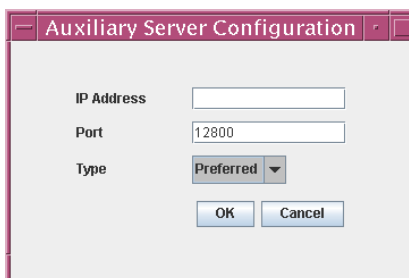 Auxiliary Server Configuration
IP Address
Port 12800
Type Preferred
OK Cancel